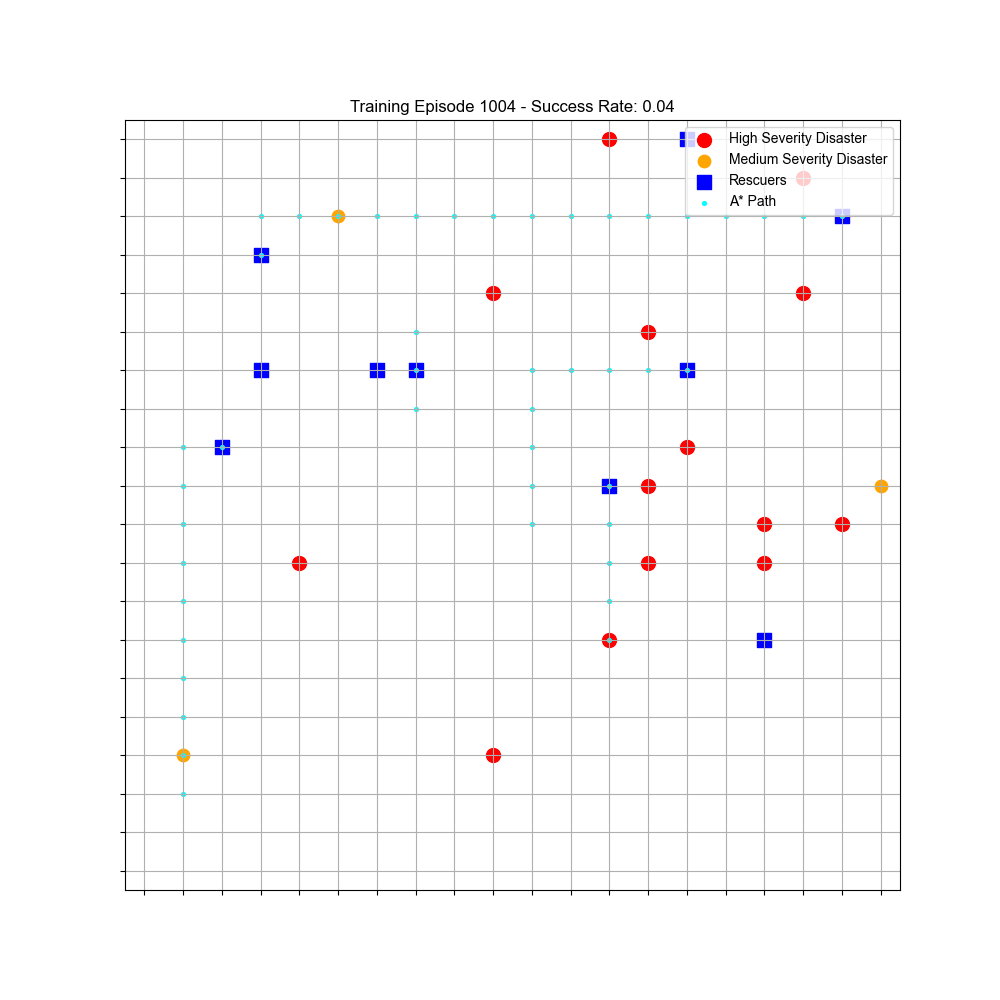 Training Episode 1004 - Success Rate: 0.04
High Severity Disaster
Medium Severity Disaster
Rescuers
A* Path